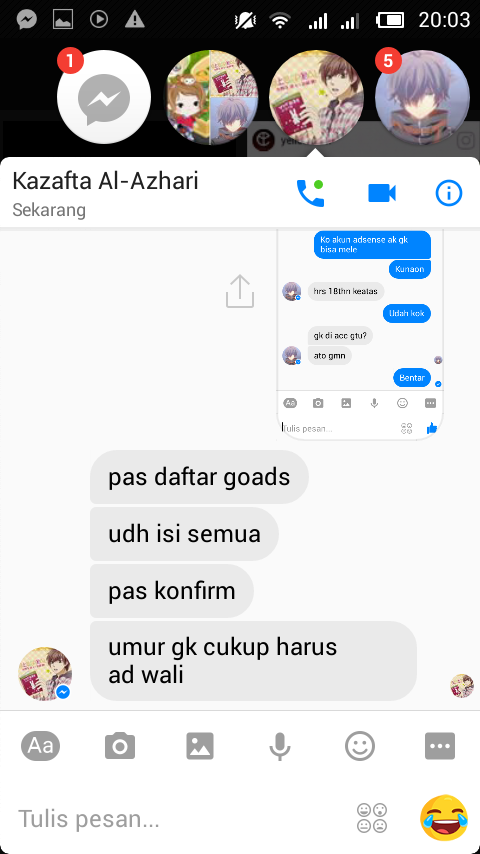 20:03
1
5
yell
Kazafta Al-Azhari
Sekarang
Ko akun adsense ak gk
bisa mele
Kunaon
hrs 18thn keatas
Udah kok
gk di acc gtu?
ato gmn
Bentar
Aa
Tulis pesan...
pas daftar goads
udh isi semua
pas konfirm
umur gk cukup harus
ad wali
Aa
Tulis pesan...